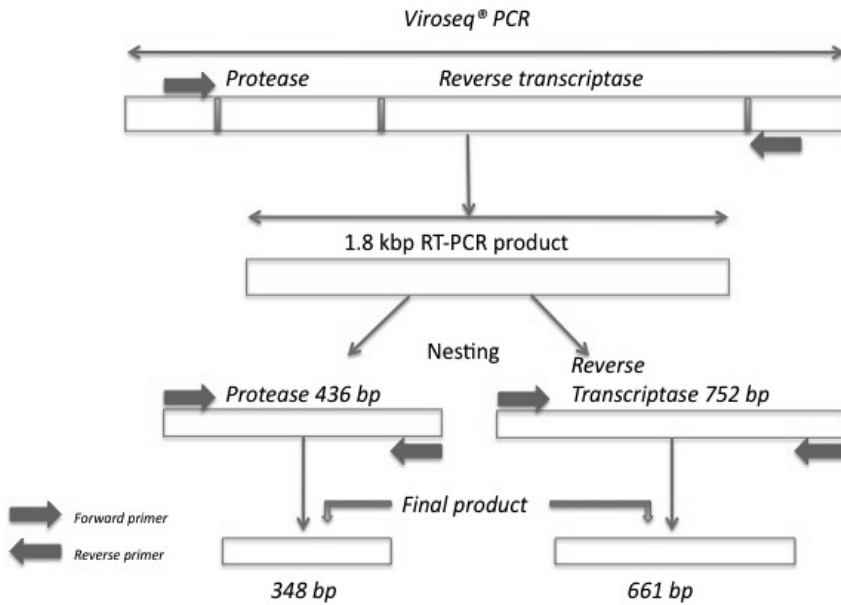 Viroseq® PCR
Protease
Reverse transcriptase
1.8 kbp RT-PCR product
Nesting
Protease 436 bp
Reverse
Transcriptase 752 bp
Final product
Forward primer
Reverse primer
348 bp
661 bp